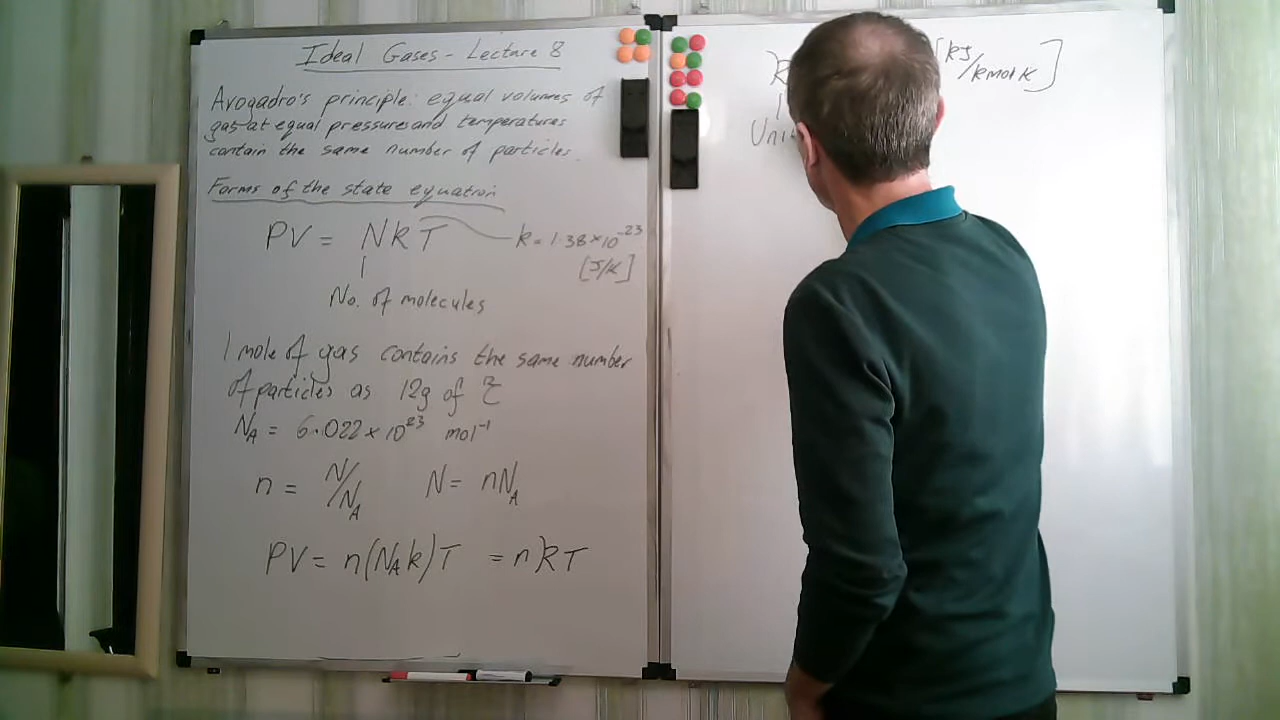 Ideal Gases - Lecture 8
Avogadro's principle: equal volumes of
gas at equal pressures and temperatures
contain the same number of particles.
Forms of the state equation
PV = NkT
k = 1.38×10⁻²³
[J/K]
No. of molecules
1 mole of gas contains the same number
of particles as 12g of
N_A = 6.022×10²³ mol⁻¹
n = N/N_A N = nN_A
PV = n(N_A k)T = nRT
[kJ/kmol K]